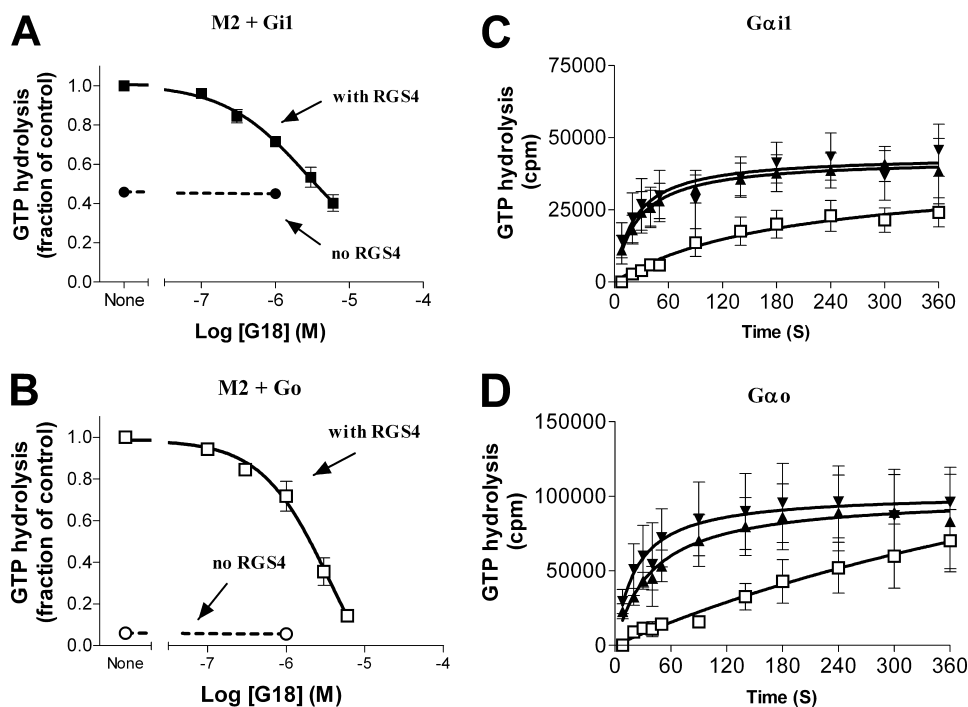 A
M2 + Gi1
GTP hydrolysis
(fraction of control)
1.0
0.8
0.6
0.4
0.2
0.0
with RGS4
no RGS4
None
-7
-6
-5
-4
Log [G18] (M)
B
M2 + Go
GTP hydrolysis
(fraction of control)
1.0
0.8
0.6
0.4
0.2
0.0
with RGS4
no RGS4
None
-7
-6
-5
-4
Log [G18] (M)
C
Gαi1
GTP hydrolysis
(cpm)
75000
50000
25000
0
0
60
120
180
240
300
360
Time (S)
D
Gαo
GTP hydrolysis
(cpm)
150000
100000
50000
0
0
60
120
180
240
300
360
Time (S)